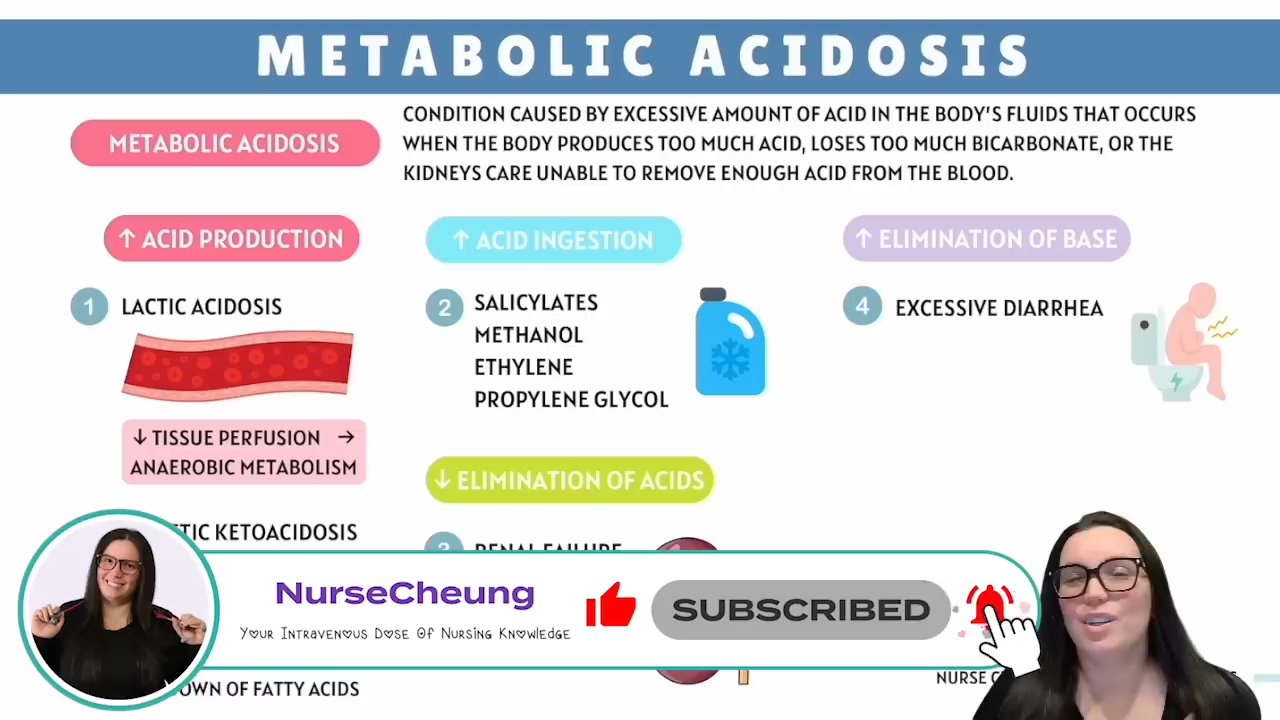 METABOLIC ACIDOSIS
METABOLIC ACIDOSIS
CONDITION CAUSED BY EXCESSIVE AMOUNT OF ACID IN THE BODY'S FLUIDS THAT OCCURS
WHEN THE BODY PRODUCES TOO MUCH ACID, LOSES TOO MUCH BICARBONATE, OR THE
KIDNEYS CARE UNABLE TO REMOVE ENOUGH ACID FROM THE BLOOD.
↑ ACID PRODUCTION
1 LACTIC ACIDOSIS
↓ TISSUE PERFUSION →
ANAEROBIC METABOLISM
KETOACIDOSIS
OF FATTY ACIDS
↑ ACID INGESTION
2 SALICYLATES
METHANOL
ETHYLENE
PROPYLENE GLYCOL
↓ ELIMINATION OF ACIDS
3 RENAL FAILURE
↑ ELIMINATION OF BASE
4 EXCESSIVE DIARRHEA
NurseCheung
Your Intravenous Dose Of Nursing Knowledge
SUBSCRIBED
NURSE